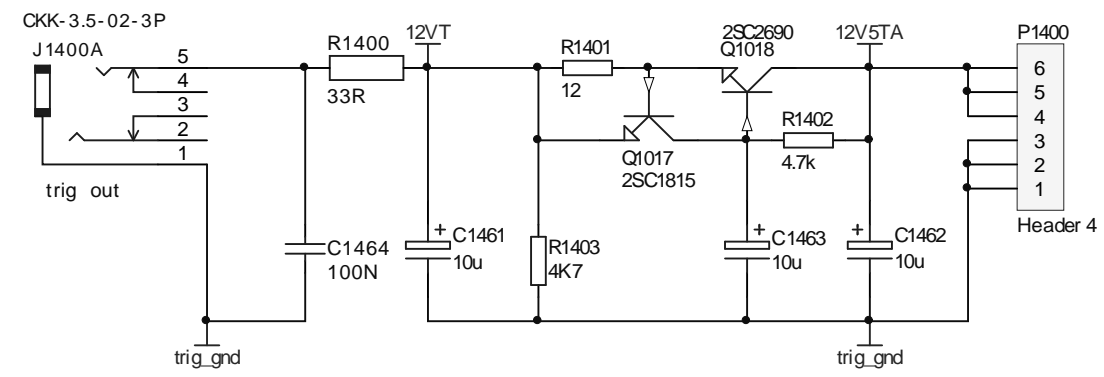 CKK-3.5-02-3P
J1400A
5
4
3
2
1
trig out
R1400
33R
12VT
C1464
100N
C1461
10u
R1401
12
R1403
4K7
Q1017
2SC1815
2SC2690
Q1018
R1402
4.7k
C1463
10u
12V5TA
C1462
10u
P1400
6
5
4
3
2
1
Header 4
trig_gnd
trig_gnd
+
+
+